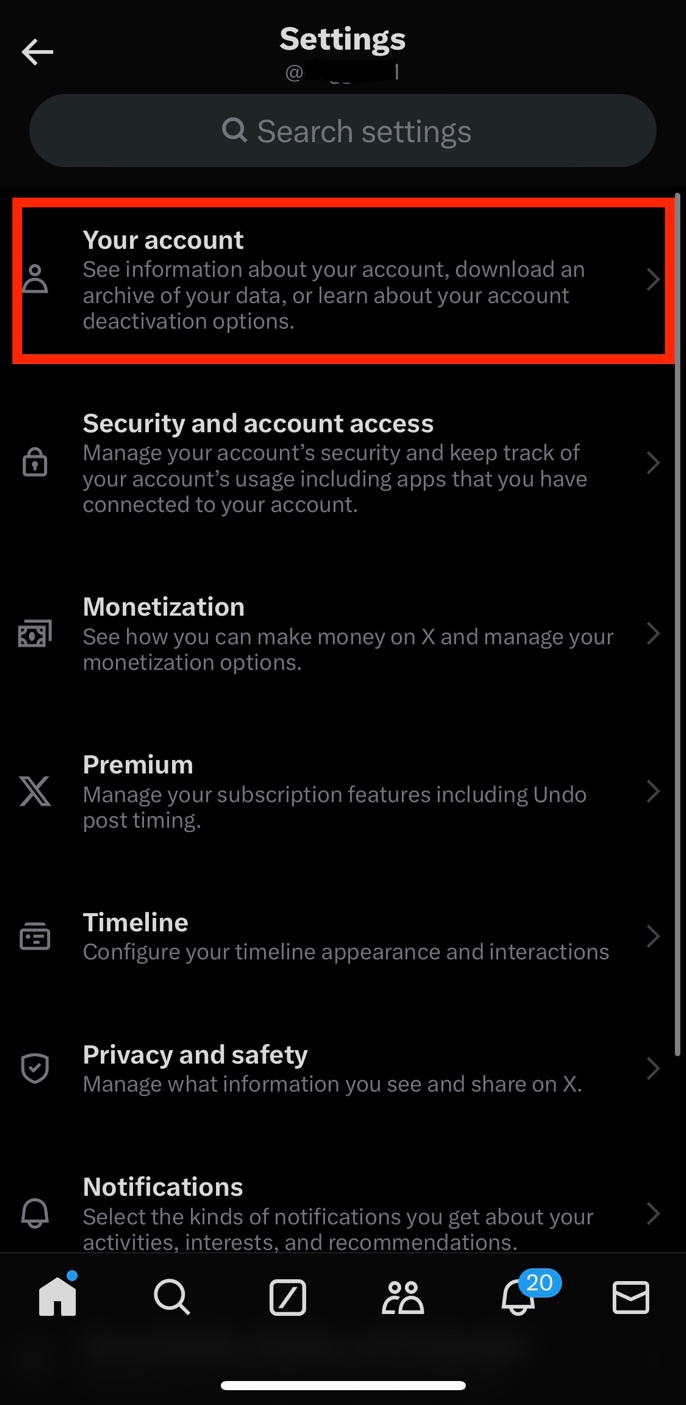 Settings
@
Search settings
Your account
See information about your account, download an
archive of your data, or learn about your account
deactivation options.
Security and account access
Manage your account’s security and keep track of
your account’s usage including apps that you have
connected to your account.
Monetization
See how you can make money on X and manage your
monetization options.
Premium
Manage your subscription features including Undo
post timing.
Timeline
Configure your timeline appearance and interactions
Privacy and safety
Manage what information you see and share on X.
Notifications
Select the kinds of notifications you get about your
activities, interests, and recommendations.
20